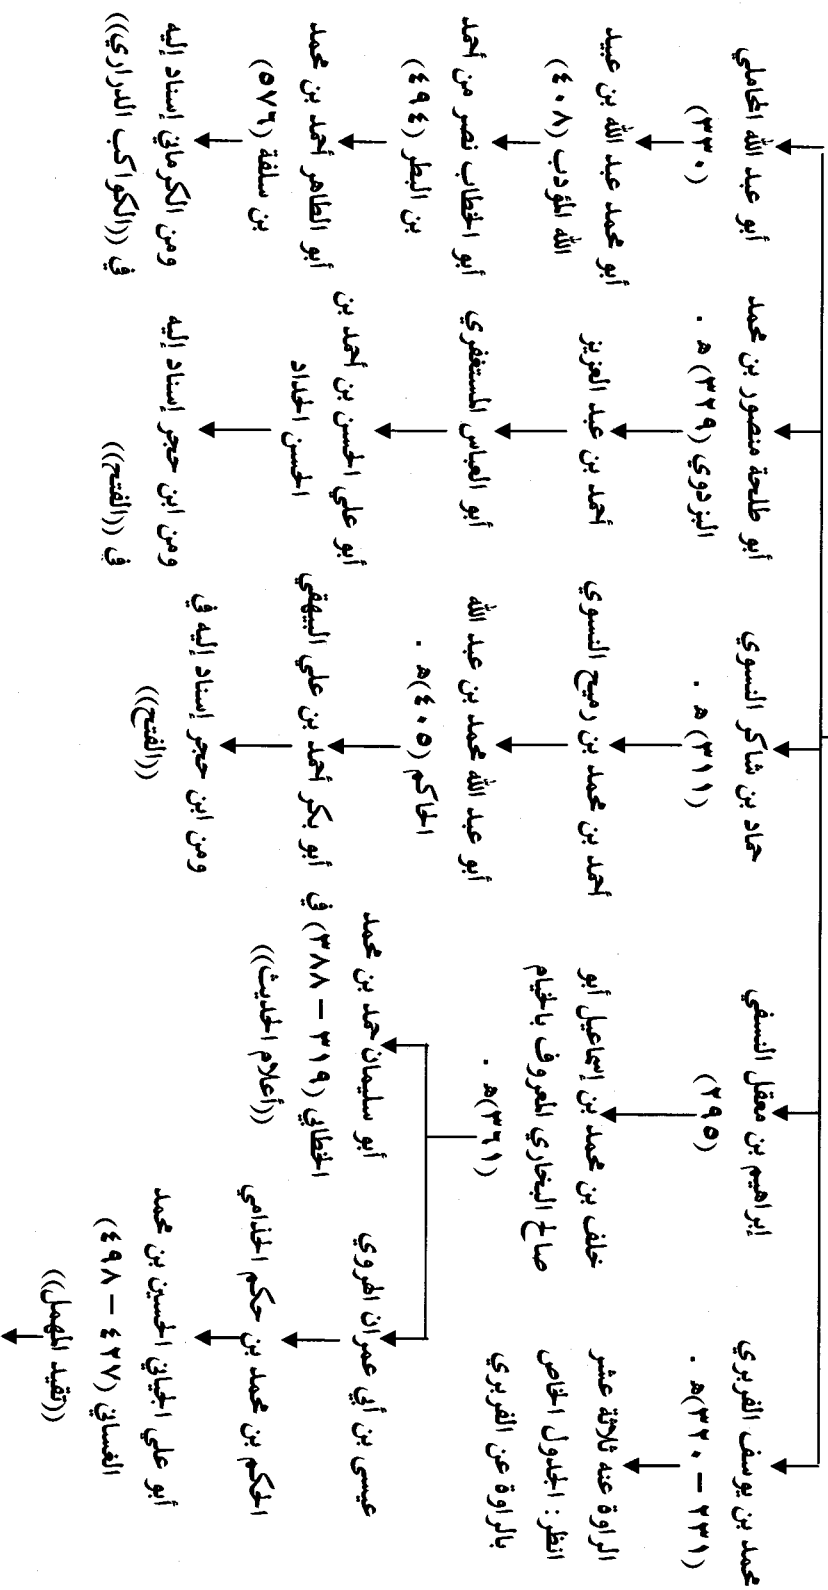 محمد بن يوسف الفربري
(٢٣١ – ٣٢٠)ه .
الرواة عنه ثلاثة عشر
انظر: الجدول الخاص
بالراوة عن الفربري
إبراهيم بن معقل النسفي
(٢٩٥)
خلف بن محمد بن إسماعيل أبو
صالح البخاري المعروف بالخيام
(٣٦١)ه .
عيسى بن أبي عمران الهروي
الحكم بن محمد بن حكم الجذامي
أبو علي الجياني الحسين بن محمد
الغساني (٤٢٧ – ٤٩٨)
((تقيد المهمل))
أبو سليمان حمد بن محمد
الخطابي (٣١٩ – ٣٨٨) في
((أعلام الحديث))
حماد بن شاكر النسوي
(٣١١)ه .
أحمد بن محمد بن رميح النسوي
أبو عبد الله محمد بن عبد الله
الحاكم (٤٠٥)ه .
أبو بكر أحمد بن علي البيهقي
ومن ابن حجر إسناد إليه في
((الفتح))
أبو طلحة منصور بن محمد
البزدوي (٣٢٩)ه .
أحمد بن عبد العزيز
أبو العباس المستغفري
أبو علي الحسن بن أحمد بن
الحسن الحداد
ومن ابن حجر إسناد إليه
في ((الفتح))
أبو عبد الله المحاملي
(٣٣٠)
أبو محمد عبد الله بن عبيد
الله المؤدب (٤٠٨)
أبو الخطاب نصر من أحمد
بن البطر (٤٩٤)
أبو الطاهر أحمد بن محمد
بن سلفة (٥٧٦)
ومن الكرماني إسناد إليه
في ((الكواكب الدراري))